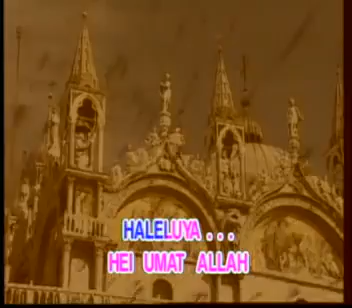 HALELUYA . . .
HEI UMAT ALLAH